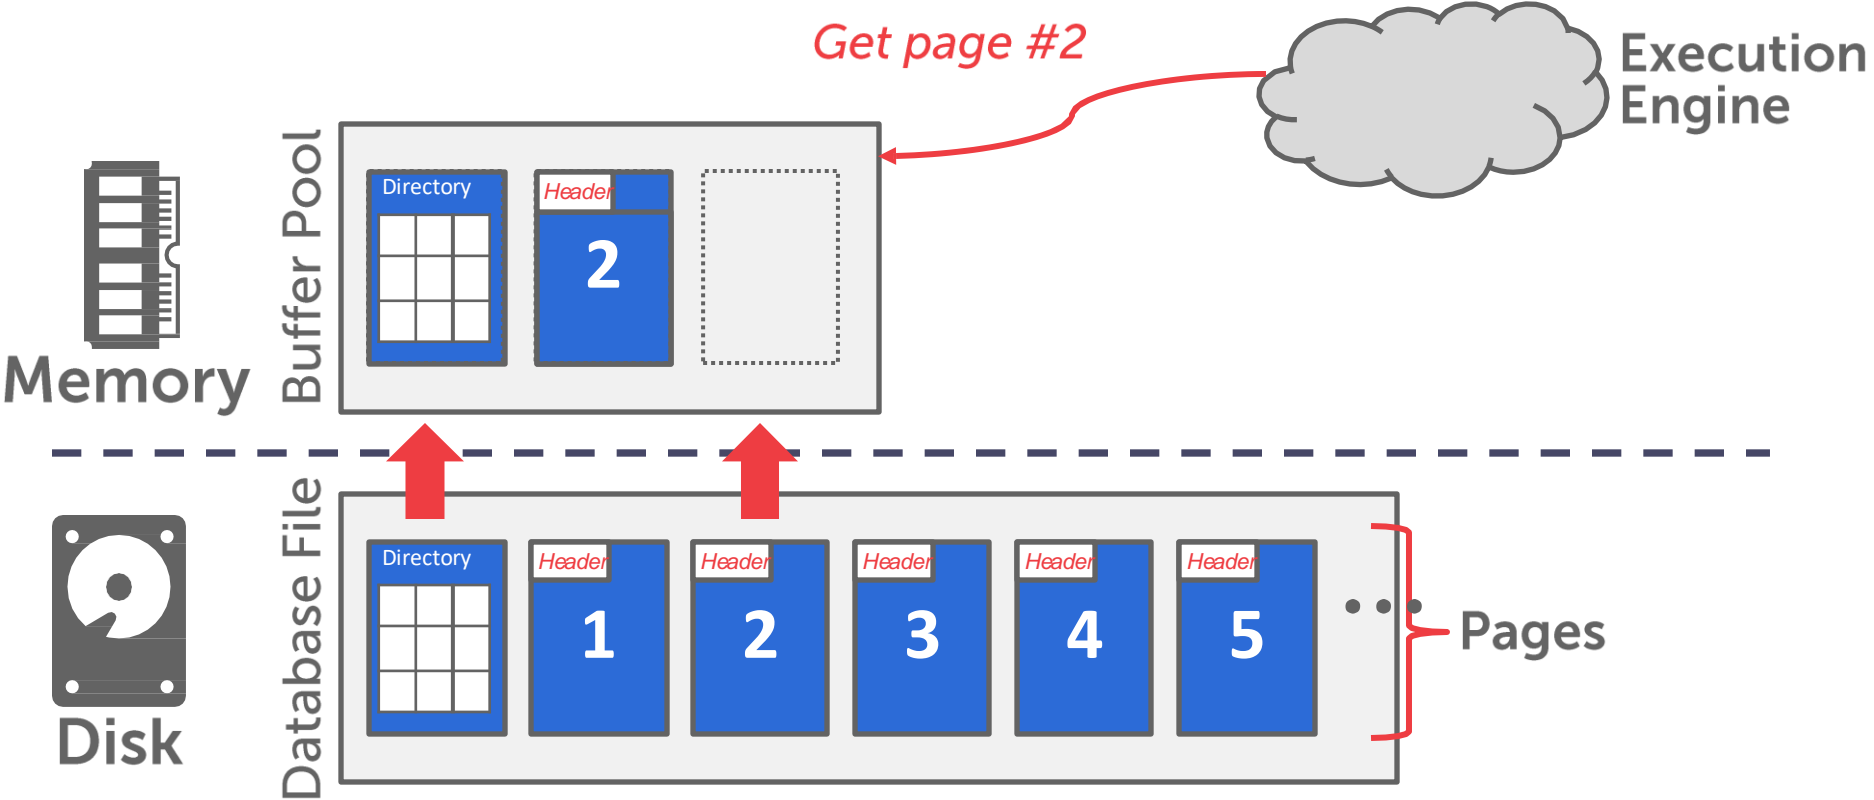 Get page #2
Execution
Engine
Buffer Pool
Directory
Header
2
Memory
Database File
Directory
Header
1
Header
2
Header
3
Header
4
Header
5
Pages
Disk